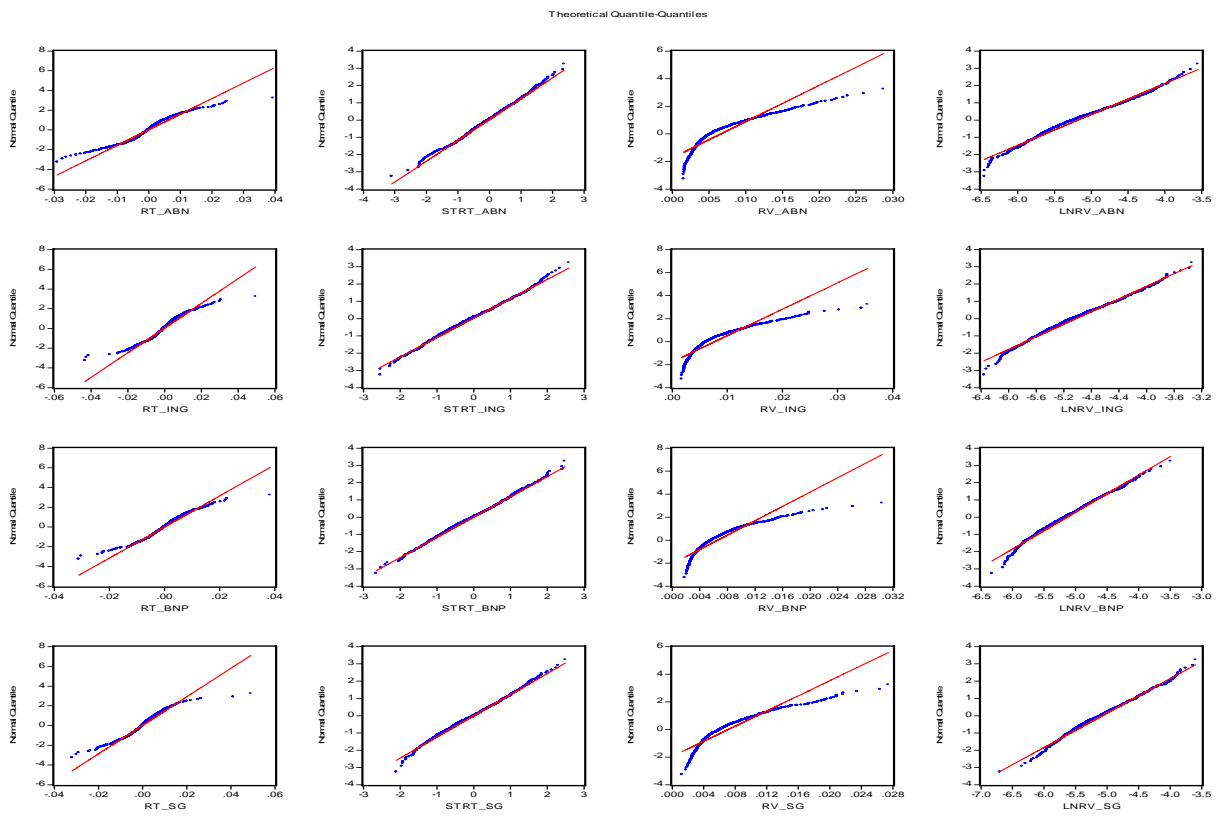 Theoretical Quantile-Quantiles
8
6
4
2
0
-2
-4
-6
Normal Quantile
-.03 -.02 -.01 .00 .01 .02 .03 .04
RT_ABN
4
3
2
1
0
-1
-2
-3
-4
Normal Quantile
-4 -3 -2 -1 0 1 2 3
STRT_ABN
6
4
2
0
-2
-4
Normal Quantile
.000 .005 .010 .015 .020 .025 .030
RV_ABN
4
3
2
1
0
-1
-2
-3
-4
Normal Quantile
-6.5 -6.0 -5.5 -5.0 -4.5 -4.0 -3.5
LNRV_ABN
8
6
4
2
0
-2
-4
-6
Normal Quantile
-.06 -.04 -.02 .00 .02 .04 .06
RT_ING
4
3
2
1
0
-1
-2
-3
-4
Normal Quantile
-3 -2 -1 0 1 2 3
STRT_ING
8
6
4
2
0
-2
-4
Normal Quantile
.00 .01 .02 .03 .04
RV_ING
4
3
2
1
0
-1
-2
-3
-4
Normal Quantile
-6.4 -6.0 -5.6 -5.2 -4.8 -4.4 -4.0 -3.6 -3.2
LNRV_ING
8
6
4
2
0
-2
-4
-6
Normal Quantile
-.04 -.02 .00 .02 .04
RT_BNP
4
3
2
1
0
-1
-2
-3
-4
Normal Quantile
-3 -2 -1 0 1 2 3
STRT_BNP
8
6
4
2
0
-2
-4
Normal Quantile
.000 .004 .008 .012 .016 .020 .024 .028 .032
RV_BNP
4
3
2
1
0
-1
-2
-3
-4
Normal Quantile
-6.5 -6.0 -5.5 -5.0 -4.5 -4.0 -3.5 -3.0
LNRV_BNP
8
6
4
2
0
-2
-4
-6
Normal Quantile
-.04 -.02 .00 .02 .04 .06
RT_SG
4
3
2
1
0
-1
-2
-3
-4
Normal Quantile
-3 -2 -1 0 1 2 3
STRT_SG
6
4
2
0
-2
-4
Normal Quantile
.000 .004 .008 .012 .016 .020 .024 .028
RV_SG
4
3
2
1
0
-1
-2
-3
-4
Normal Quantile
-7.0 -6.5 -6.0 -5.5 -5.0 -4.5 -4.0 -3.5
LNRV_SG